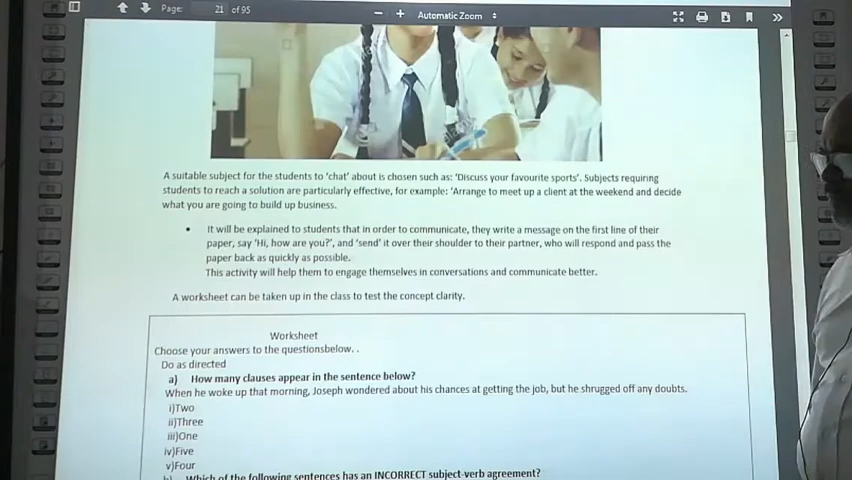 Page: 21 of 95
Automatic Zoom
A suitable subject for the students to 'chat' about is chosen such as: 'Discuss your favourite sports'. Subjects requiring
students to reach a solution are particularly effective, for example: 'Arrange to meet up a client at the weekend and decide
what you are going to build up business.
• It will be explained to students that in order to communicate, they write a message on the first line of their
paper, say 'Hi, how are you?', and 'send' it over their shoulder to their partner, who will respond and pass the
paper back as quickly as possible.
This activity will help them to engage themselves in conversations and communicate better.
A worksheet can be taken up in the class to test the concept clarity.
Worksheet
Choose your answers to the questionsbelow. .
Do as directed
a) How many clauses appear in the sentence below?
When he woke up that morning, Joseph wondered about his chances at getting the job, but he shrugged off any doubts.
i)Two
ii)Three
iii)One
iv)Five
v)Four
b) Which of the following sentences has an INCORRECT subject-verb agreement?